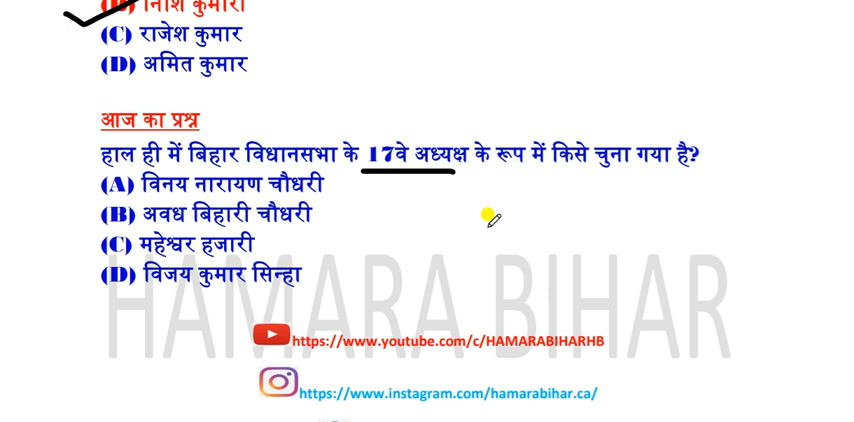 (B) निशि कुमारी
(C) राजेश कुमार
(D) अमित कुमार
आज का प्रश्न
हाल ही में बिहार विधानसभा के 17वे अध्यक्ष के रूप में किसे चुना गया है?
(A) विनय नारायण चौधरी
(B) अवध बिहारी चौधरी
(C) महेश्वर हजारी
(D) विजय कुमार सिन्हा
HAMARA BIHAR
https://www.youtube.com/c/HAMARABIHARHB
https://www.instagram.com/hamarabihar.ca/